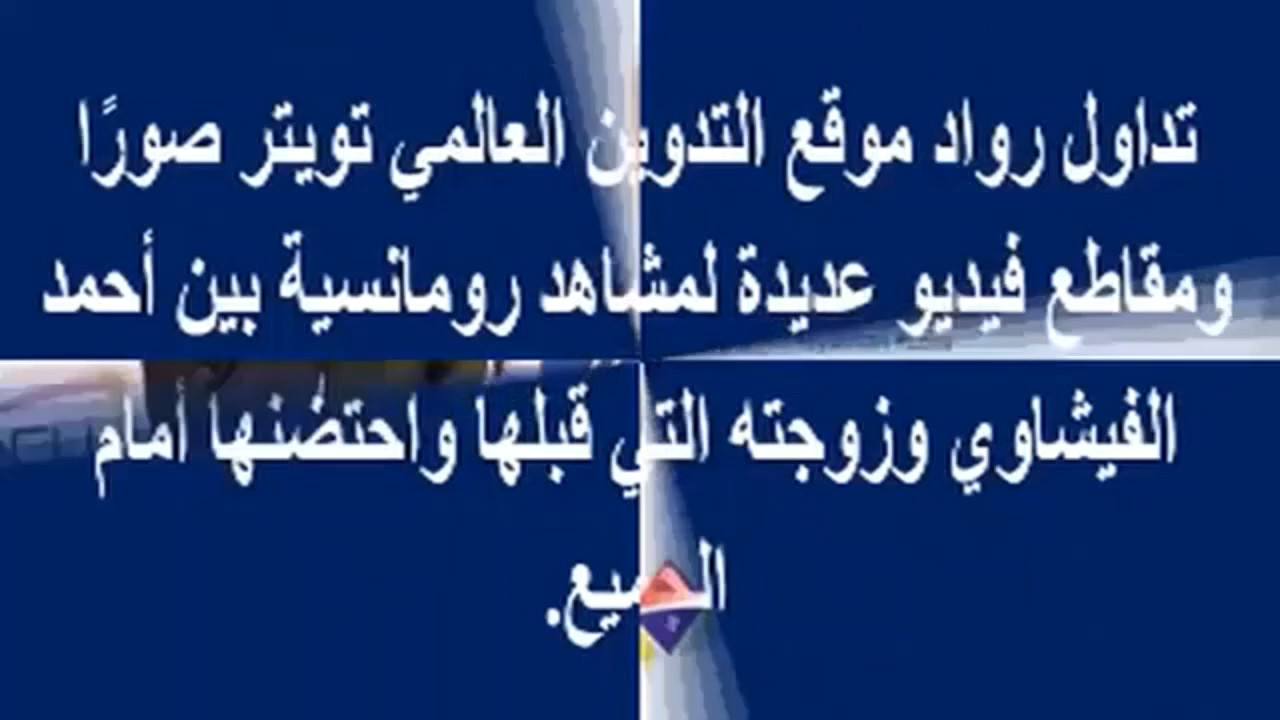 تداول رواد موقع التدوين العالمي تويتر صورًا
ومقاطع فيديو عديدة لمشاهد رومانسية بين أحمد
الفيشاوي وزوجته التي قبلها واحتضنها أمام
الجميع.